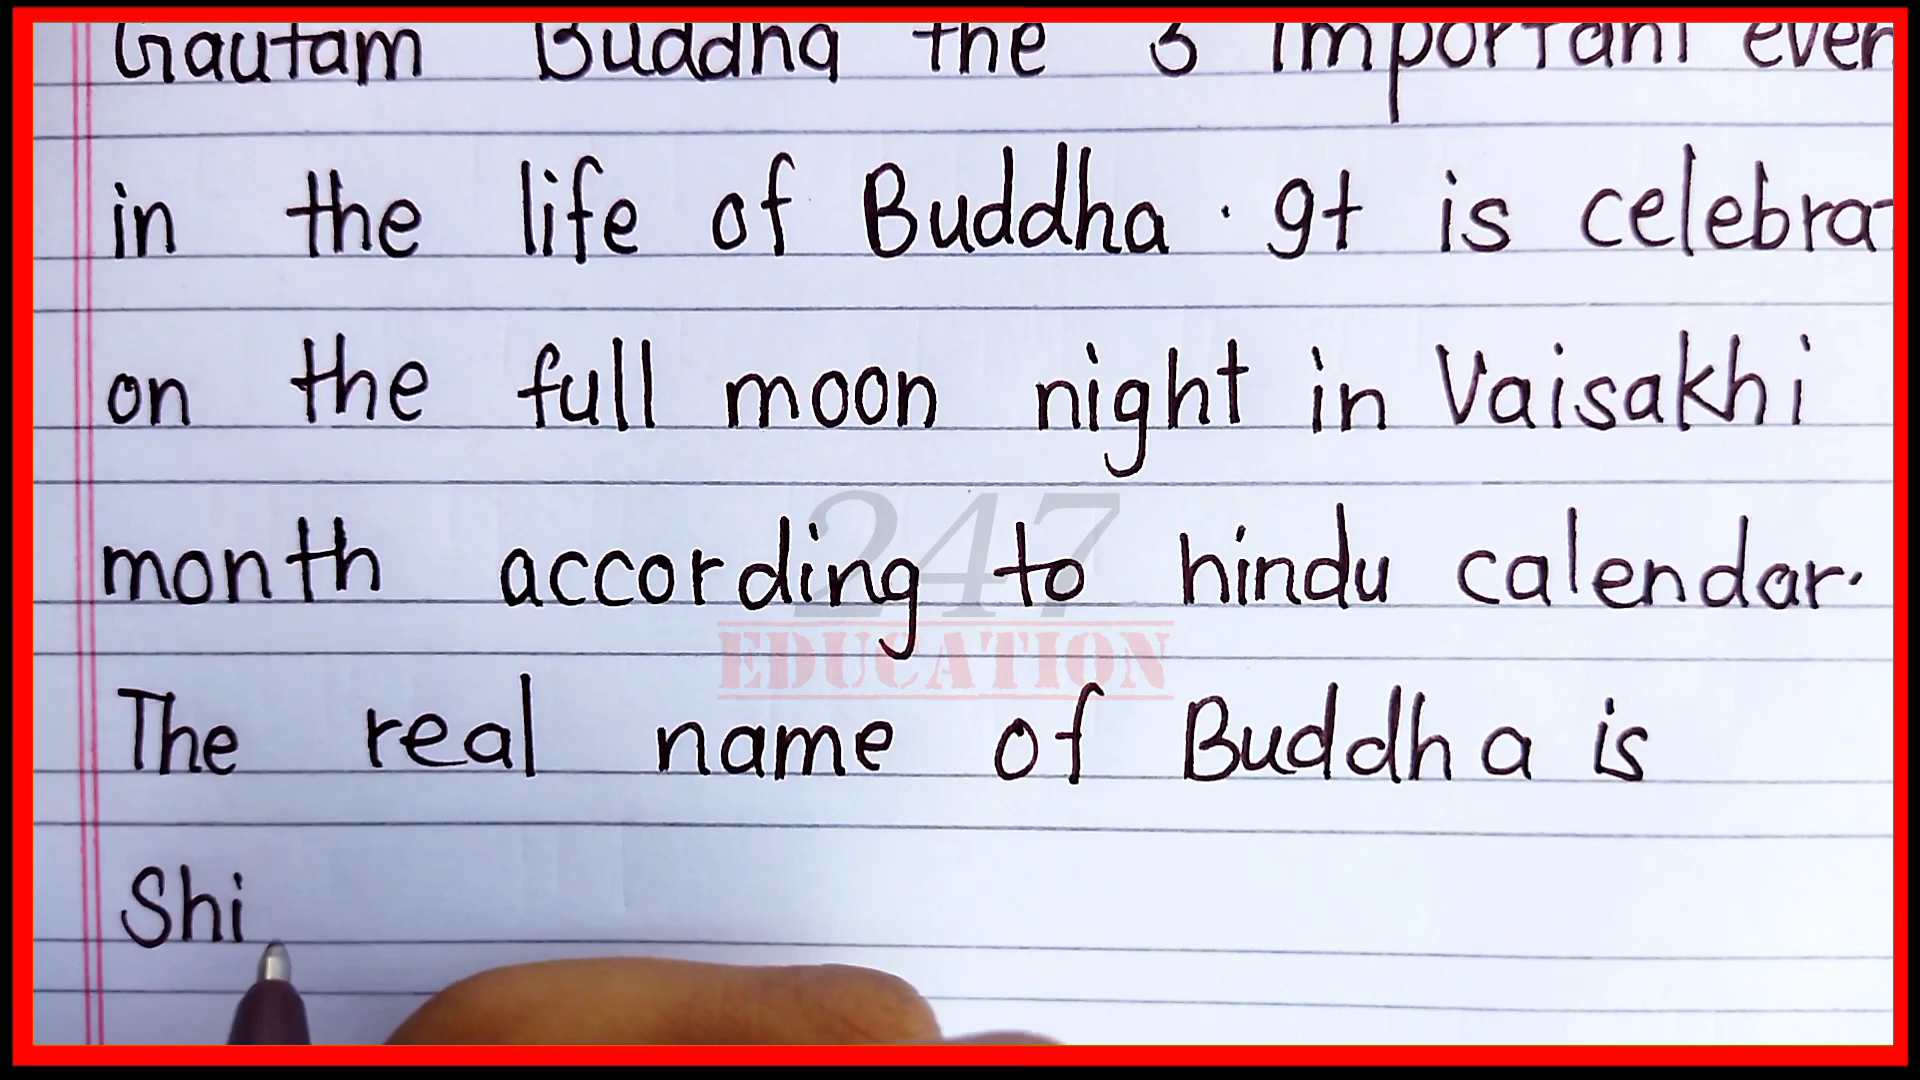 Gautam Buddha the 3 important even
in the life of Buddha. It is celebrat
on the full moon night in Vaisakhi
month according to hindu calendar.
247
EDUCATION
The real name of Buddha is
Shi